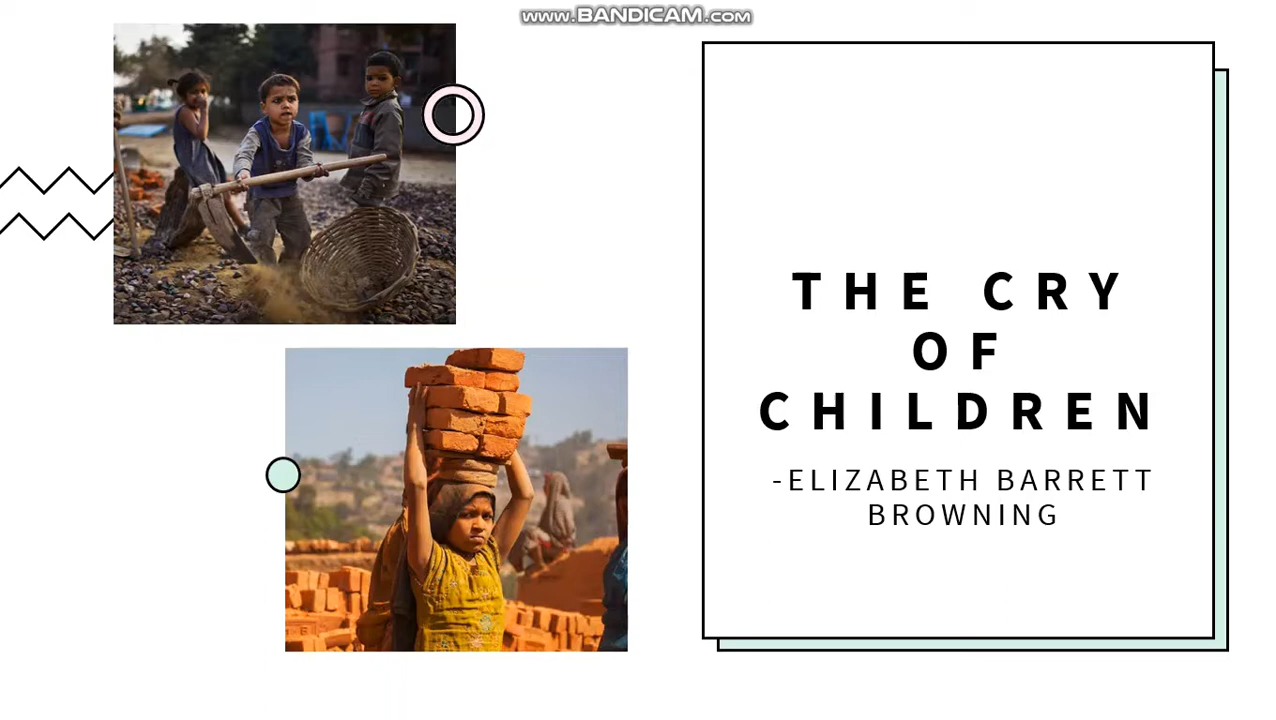 www.BANDICAM.com
THE CRY
OF
CHILDREN
-ELIZABETH BARRETT
BROWNING